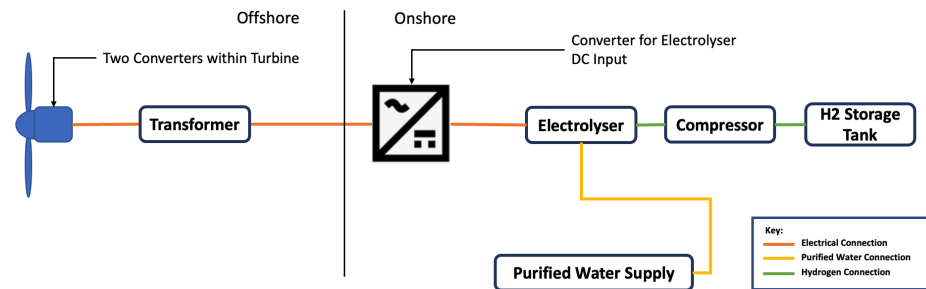 Offshore
Onshore
Two Converters within Turbine
Converter for Electrolyser
DC Input
Transformer
Electrolyser
Compressor
H2 Storage
Tank
Purified Water Supply
Key:
Electrical Connection
Purified Water Connection
Hydrogen Connection